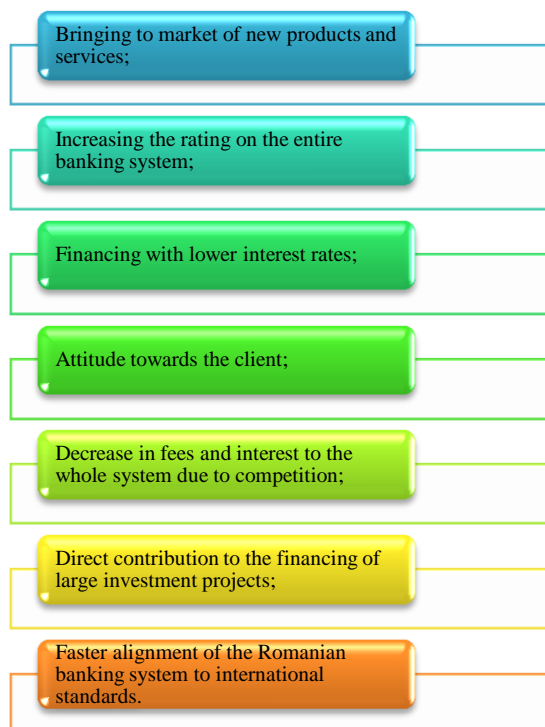 Bringing to market of new products and
services;
Increasing the rating on the entire
banking system;
Financing with lower interest rates;
Attitude towards the client;
Decrease in fees and interest to the
whole system due to competition;
Direct contribution to the financing of
large investment projects;
Faster alignment of the Romanian
banking system to international
standards.